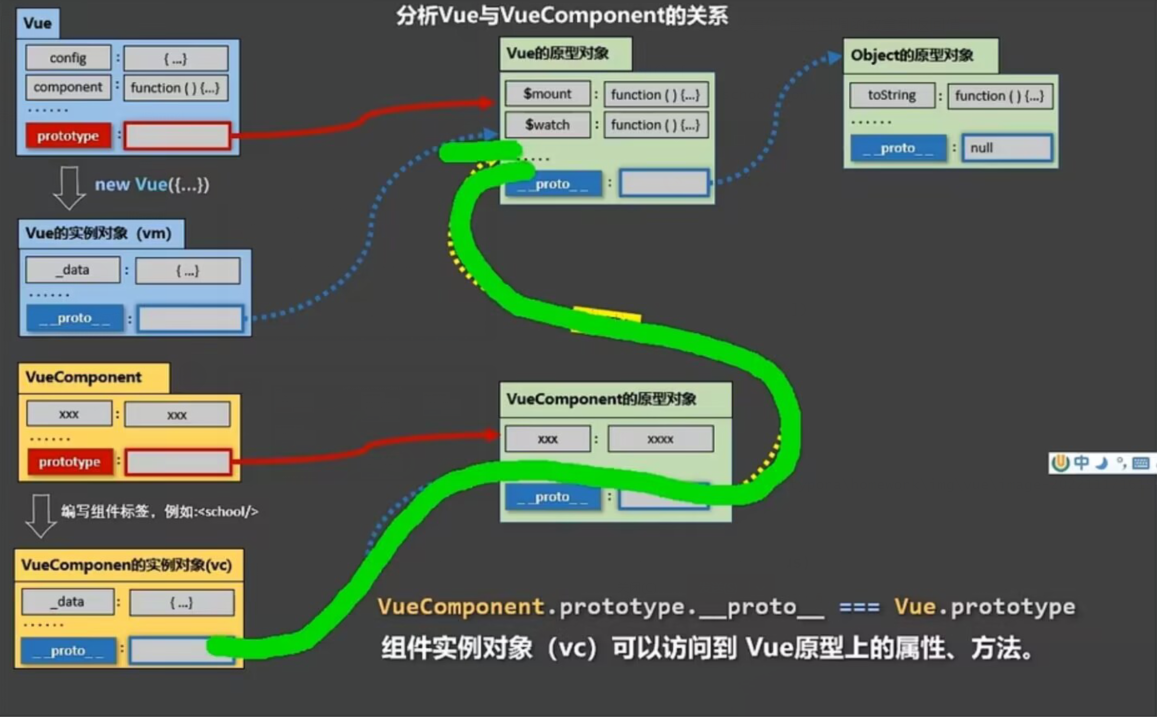 分析Vue与VueComponent的关系
Vue
config : { ...}
component : function ( ) {...}
......
prototype :
new Vue({...})
Vue的实例对象（vm）
_data : { ...}
......
__proto__ :
VueComponent
xxx : xxx
......
prototype :
编写组件标签，例如:<school/>
VueComponen的实例对象(vc)
_data : {...}
......
__proto__ :
Vue的原型对象
$mount : function ( ) {...}
$watch : function ( ) {...}
.....
__proto__ :
Object的原型对象
toString : function ( ) {...}
......
__proto__ : null
VueComponent的原型对象
xxx : xxxx
__proto__ :
中
VueComponent.prototype.__proto__ === Vue.prototype
组件实例对象（vc）可以访问到 Vue原型上的属性、方法。